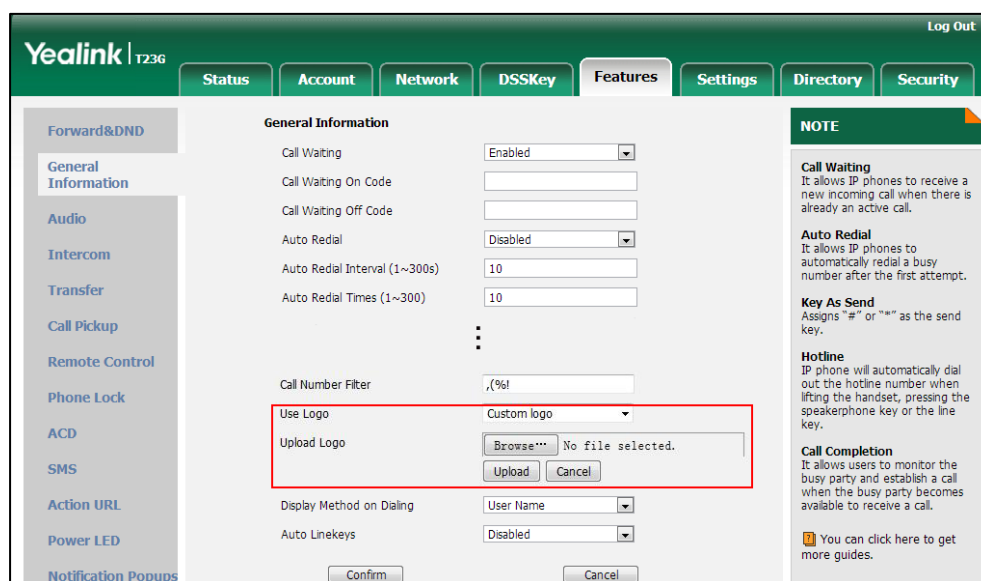 Log Out
Yealink T23G
Status Account Network DSSKey Features Settings Directory Security
Forward&DND
General
Information
Audio
Intercom
Transfer
Call Pickup
Remote Control
Phone Lock
ACD
SMS
Action URL
Power LED
Notification Popups
General Information
Call Waiting Enabled
Call Waiting On Code
Call Waiting Off Code
Auto Redial Disabled
Auto Redial Interval (1~300s) 10
Auto Redial Times (1~300) 10
Call Number Filter ,(%!
Use Logo Custom logo
Upload Logo Browse… No file selected.
Upload Cancel
Display Method on Dialing User Name
Auto Linekeys Disabled
Confirm Cancel
NOTE
Call Waiting
It allows IP phones to receive a
new incoming call when there is
already an active call.
Auto Redial
It allows IP phones to
automatically redial a busy
number after the first attempt.
Key As Send
Assigns "#" or "*" as the send
key.
Hotline
IP phone will automatically dial
out the hotline number when
lifting the handset, pressing the
speakerphone key or the line
key.
Call Completion
It allows users to monitor the
busy party and establish a call
when the busy party becomes
available to receive a call.
You can click here to get
more guides.